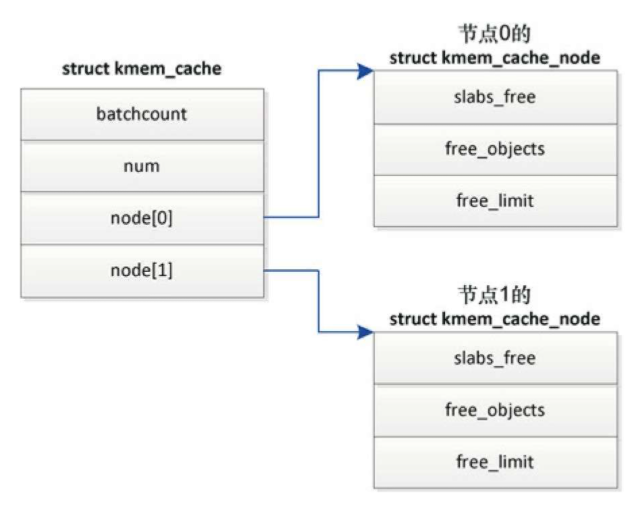 struct kmem_cache
batchcount
num
node[0]
node[1]
节点0的
struct kmem_cache_node
slabs_free
free_objects
free_limit
节点1的
struct kmem_cache_node
slabs_free
free_objects
free_limit